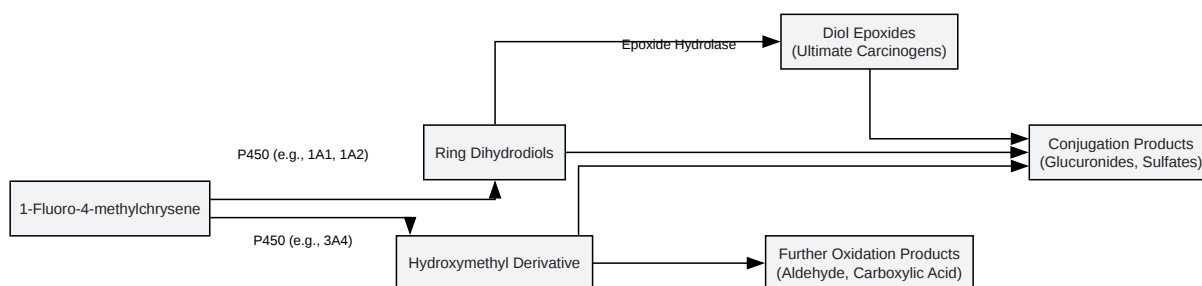 Diol Epoxides
(Ultimate Carcinogens)
Epoxide Hydrolase
Conjugation Products
(Glucuronides, Sulfates)
Ring Dihydrodiols
P450 (e.g., 1A1, 1A2)
1-Fluoro-4-methylchrysene
P450 (e.g., 3A4)
Hydroxymethyl Derivative
Further Oxidation Products
(Aldehyde, Carboxylic Acid)